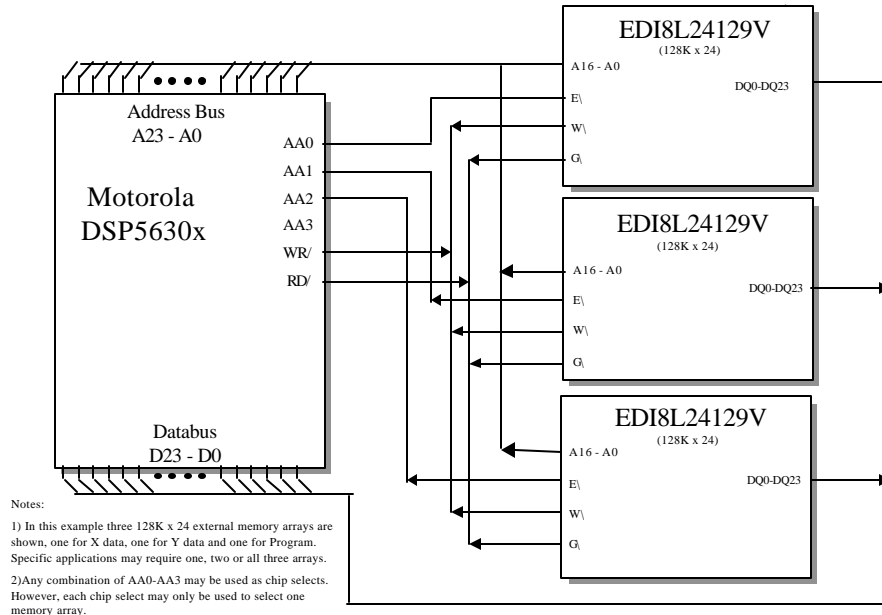 Address Bus
A23 - A0
Motorola
DSP5630x
AA0
AA1
AA2
AA3
WR/
RD/
Databus
D23 - D0
EDI8L24129V
(128K x 24)
A16 - A0
E\
W\
G\
DQ0-DQ23
EDI8L24129V
(128K x 24)
A16 - A0
E\
W\
G\
DQ0-DQ23
EDI8L24129V
(128K x 24)
A16 - A0
E\
W\
G\
DQ0-DQ23
Notes:
1) In this example three 128K x 24 external memory arrays are
shown, one for X data, one for Y data and one for Program.
Specific applications may require one, two or all three arrays.
2)Any combination of AA0-AA3 may be used as chip selects.
However, each chip select may only be used to select one
memory array.